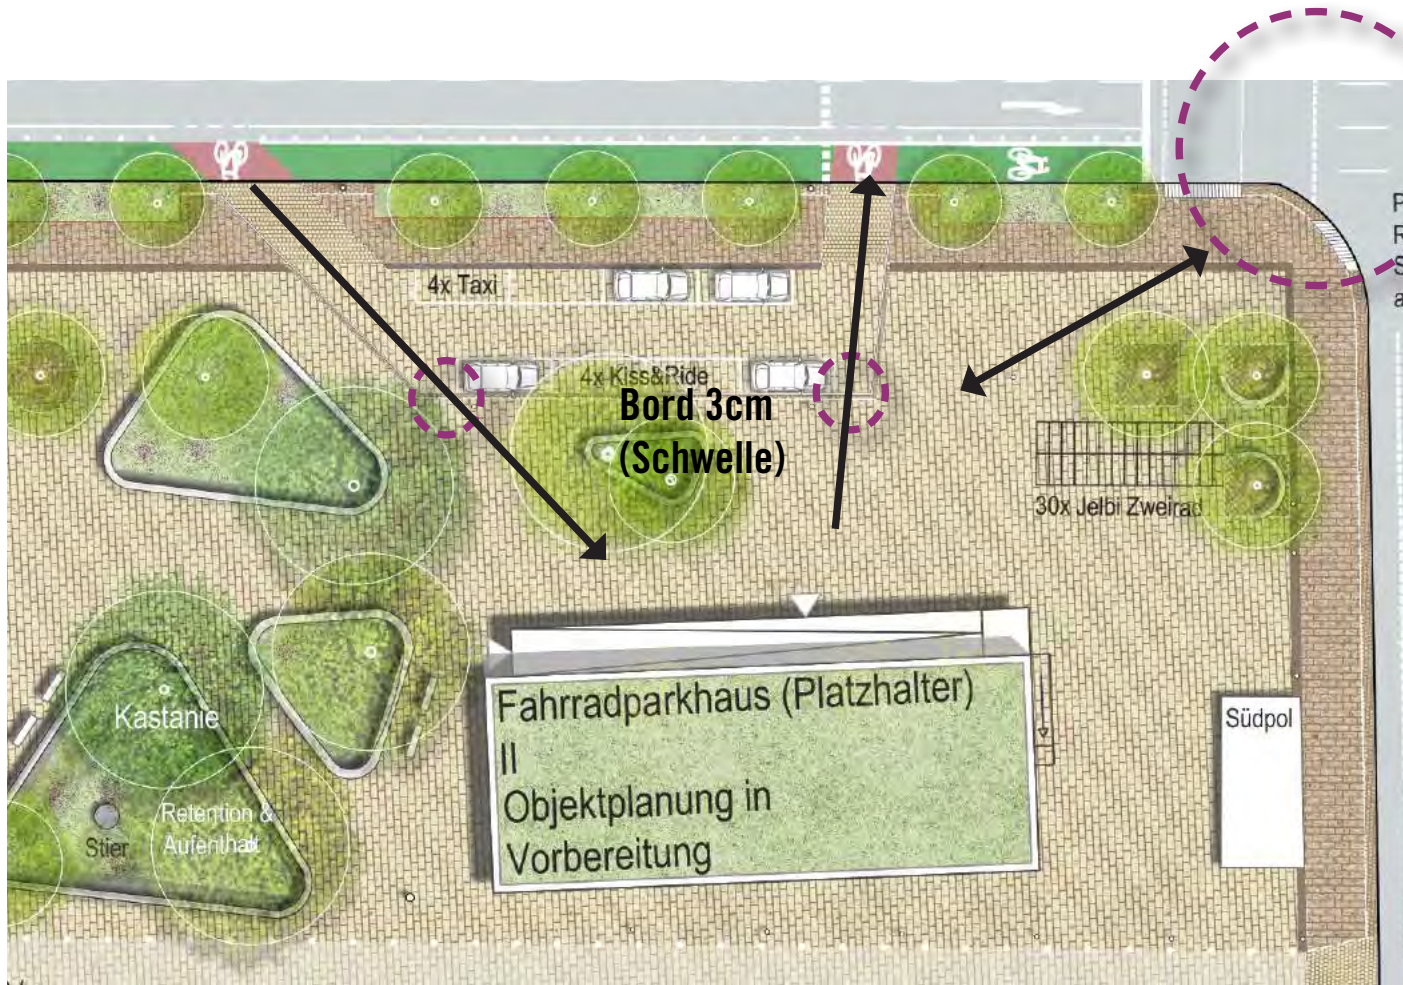 P
R
S
a
4x Taxi
4x Kiss&Ride
Bord 3cm
(Schwelle)
30x Jelbi Zweirad
Fahrradparkhaus (Platzhalter)
II
Objektplanung in
Vorbereitung
Südpol
Kastanie
Retention &
Aufenthalt
Stier